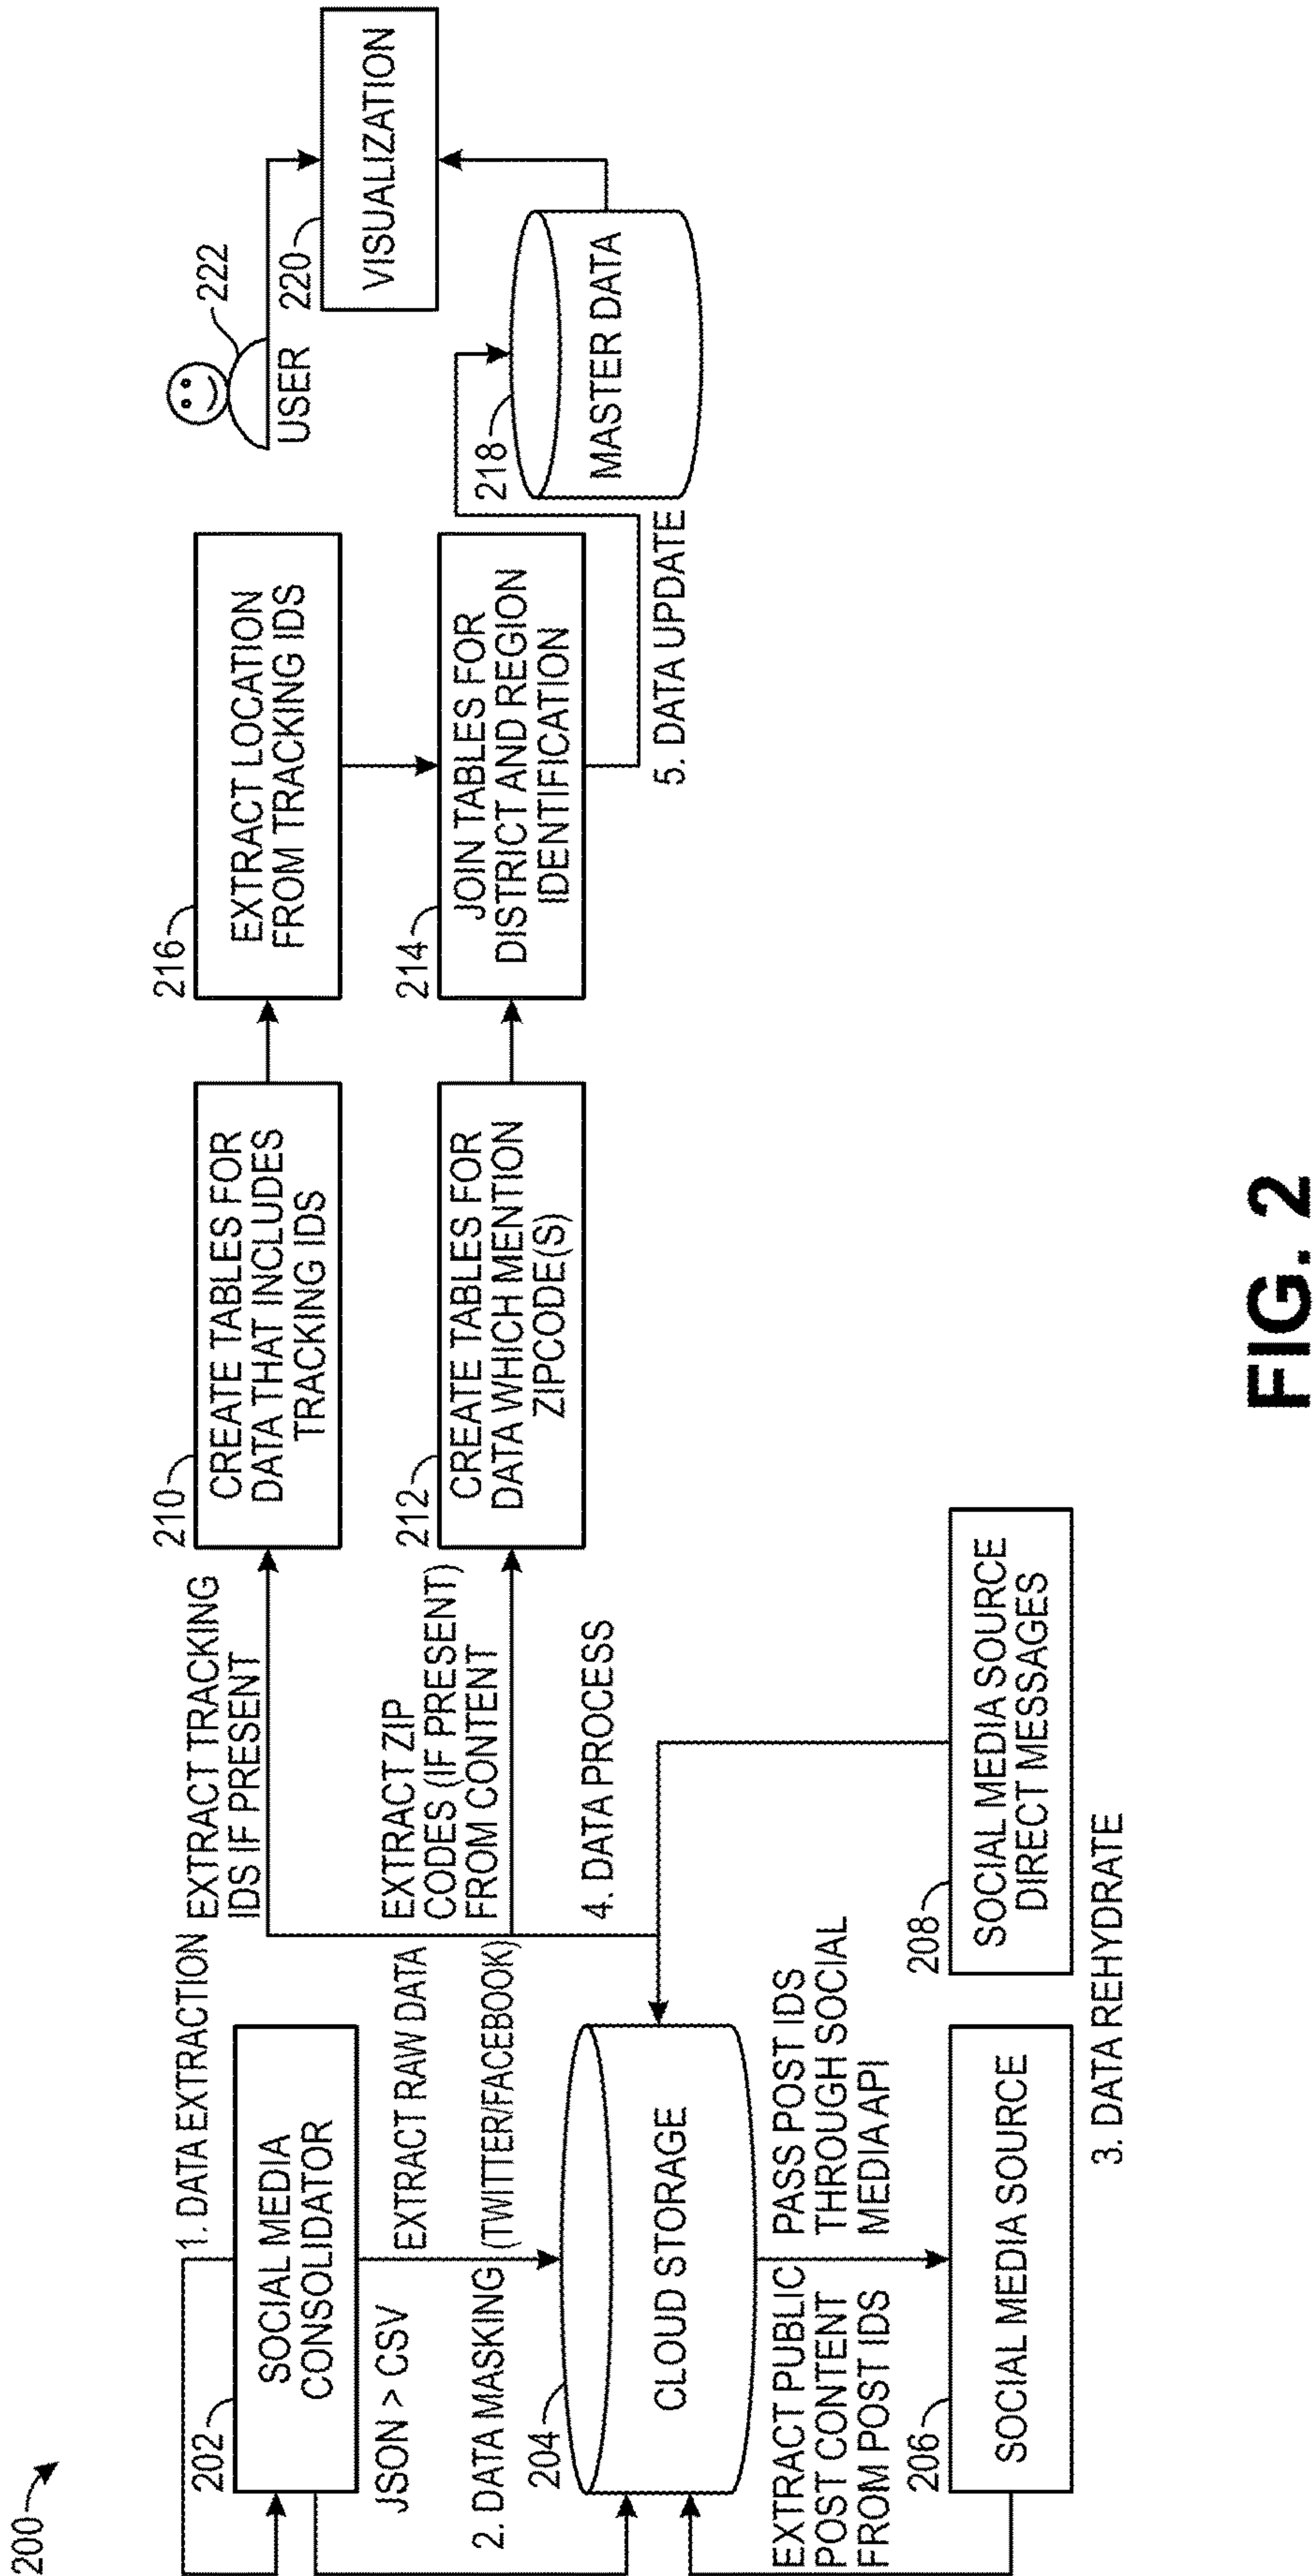 200
1. DATA EXTRACTION
202
SOCIAL MEDIA
CONSOLIDATOR
JSON > CSV
EXTRACT RAW DATA
2. DATA MASKING (TWITTER/FACEBOOK)
204
CLOUD STORAGE
EXTRACT PUBLIC
POST CONTENT
FROM POST IDS
PASS POST IDS
THROUGH SOCIAL
MEDIA API
206
SOCIAL MEDIA SOURCE
208
SOCIAL MEDIA SOURCE
DIRECT MESSAGES
3. DATA REHYDRATE
EXTRACT TRACKING
IDS IF PRESENT
EXTRACT ZIP
CODES (IF PRESENT)
FROM CONTENT
4. DATA PROCESS
210
CREATE TABLES FOR
DATA THAT INCLUDES
TRACKING IDS
212
CREATE TABLES FOR
DATA WHICH MENTION
ZIPCODE(S)
216
EXTRACT LOCATION
FROM TRACKING IDS
214
JOIN TABLES FOR
DISTRICT AND REGION
IDENTIFICATION
5. DATA UPDATE
218
MASTER DATA
222
USER
220
VISUALIZATION
FIG. 2